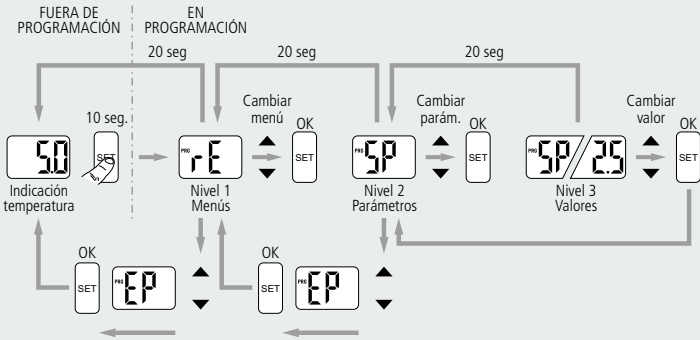 FUERA DE
PROGRAMACIÓN
EN
PROGRAMACIÓN
20 seg
20 seg
20 seg
10 seg.
Cambiar
menú
OK
Cambiar
parám.
OK
Cambiar
valor
OK
5.0
SET
PRG
rE
SET
PRG
SP
SET
PRG
SP/2.5
SET
Indicación
temperatura
Nivel 1
Menús
Nivel 2
Parámetros
Nivel 3
Valores
OK
SET
PRG
EP
OK
SET
PRG
EP